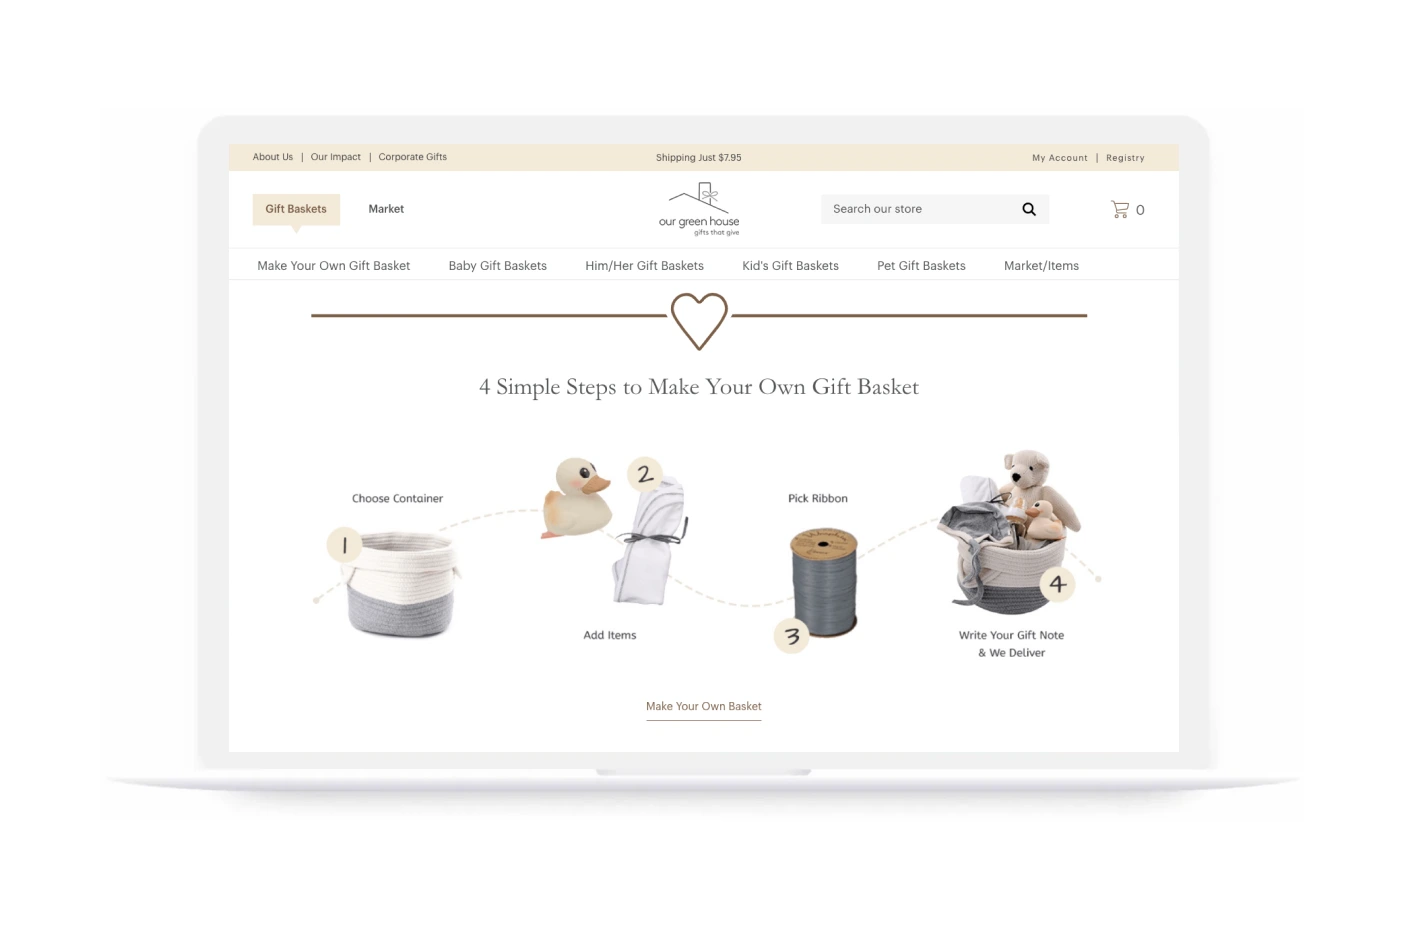 About Us | Our Impact | Corporate Gifts
Shipping Just $7.95
My Account | Registry
Gift Baskets
Market
our green house
gifts that give
Search our store
0
Make Your Own Gift Basket
Baby Gift Baskets
Him/Her Gift Baskets
Kid's Gift Baskets
Pet Gift Baskets
Market/Items
4 Simple Steps to Make Your Own Gift Basket
Choose Container
1
2
Add Items
Pick Ribbon
3
4
Write Your Gift Note
& We Deliver
Make Your Own Basket